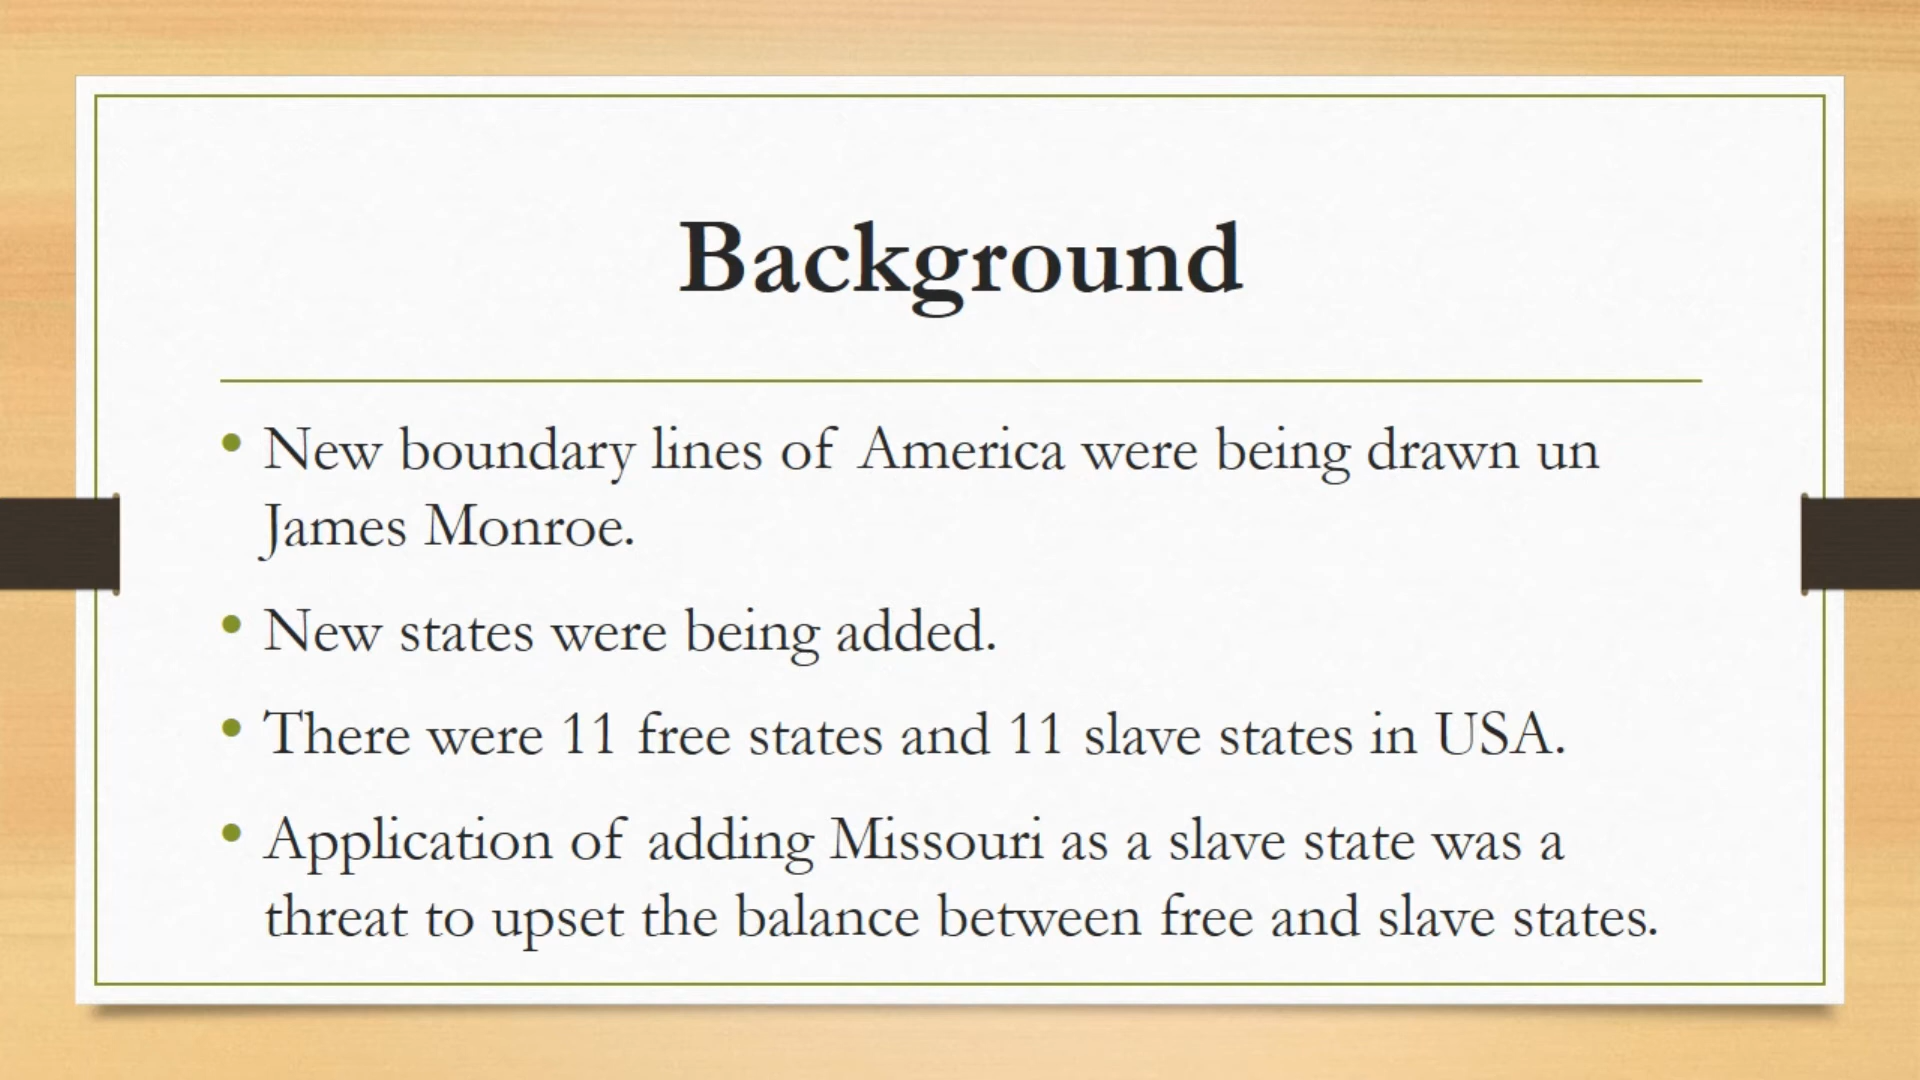 Background
• New boundary lines of America were being drawn un
James Monroe.
• New states were being added.
• There were 11 free states and 11 slave states in USA.
• Application of adding Missouri as a slave state was a
threat to upset the balance between free and slave states.